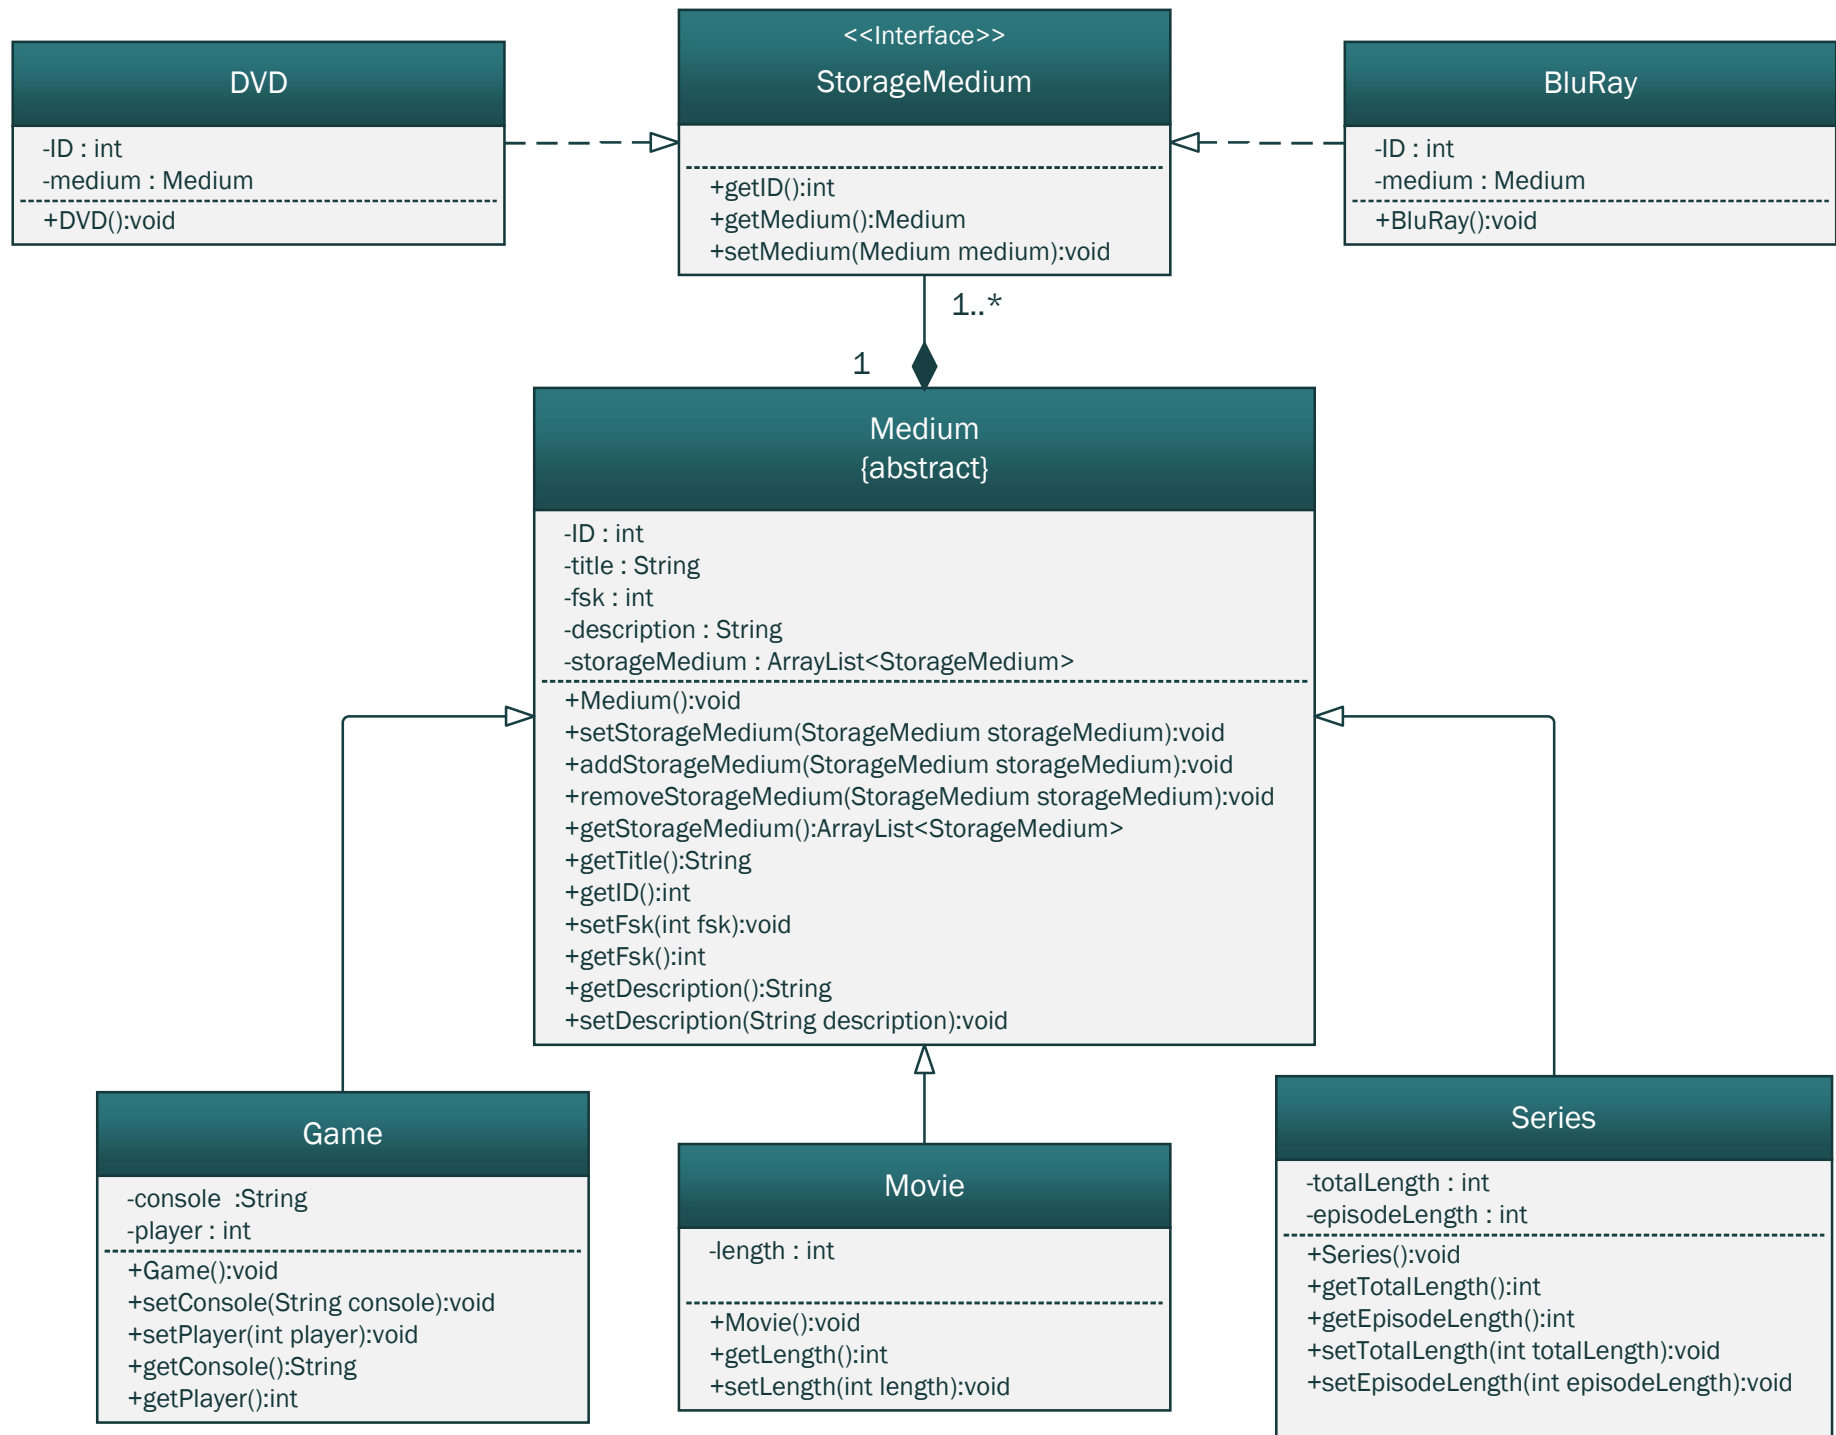 DVD
-ID : int
-medium : Medium
+DVD():void
<<Interface>>
StorageMedium
+getID():int
+getMedium():Medium
+setMedium(Medium medium):void
BluRay
-ID : int
-medium : Medium
+BluRay():void
1..*
1
Medium
{abstract}
-ID : int
-title : String
-fsk : int
-description : String
-storageMedium : ArrayList<StorageMedium>
+Medium():void
+setStorageMedium(StorageMedium storageMedium):void
+addStorageMedium(StorageMedium storageMedium):void
+removeStorageMedium(StorageMedium storageMedium):void
+getStorageMedium():ArrayList<StorageMedium>
+getTitle():String
+getID():int
+setFsk(int fsk):void
+getFsk():int
+getDescription():String
+setDescription(String description):void
Game
-console  :String
-player : int
+Game():void
+setConsole(String console):void
+setPlayer(int player):void
+getConsole():String
+getPlayer():int
Movie
-length : int
+Movie():void
+getLength():int
+setLength(int length):void
Series
-totalLength : int
-episodeLength : int
+Series():void
+getTotalLength():int
+getEpisodeLength():int
+setTotalLength(int totalLength):void
+setEpisodeLength(int episodeLength):void